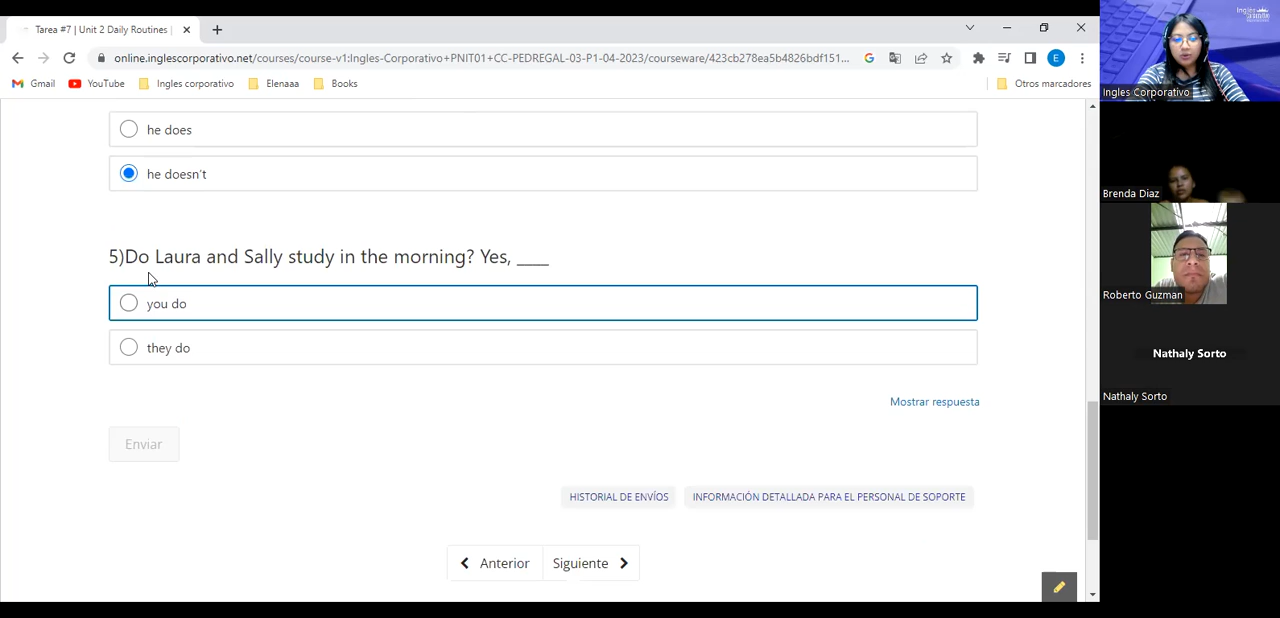 Tarea #7 | Unit 2 Daily Routines |
online.inglescorporativo.net/courses/course-v1:Ingles-Corporativo+PNIT01+CC-PEDREGAL-03-P1-04-2023/courseware/423cb278ea5b4826bdf151...
E
Gmail
YouTube
Ingles corporativo
Elenaaa
Books
Otros marcadores
he does
he doesn't
5)Do Laura and Sally study in the morning? Yes, ____
you do
they do
Mostrar respuesta
Enviar
HISTORIAL DE ENVÍOS
INFORMACIÓN DETALLADA PARA EL PERSONAL DE SOPORTE
Anterior
Siguiente
Ingles Corporativo
Brenda Diaz
Roberto Guzman
Nathaly Sorto
Nathaly Sorto